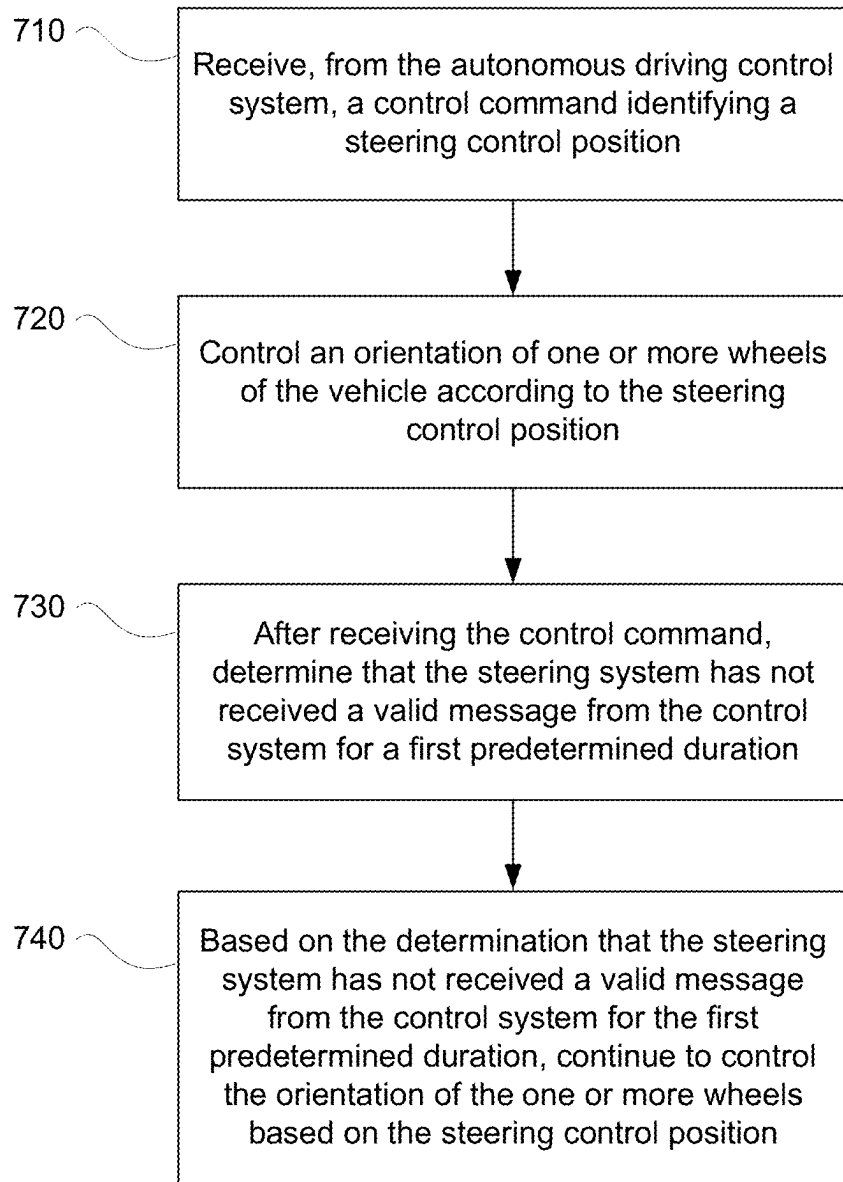 710
Receive, from the autonomous driving control
system, a control command identifying a
steering control position
720
Control an orientation of one or more wheels
of the vehicle according to the steering
control position
730
After receiving the control command,
determine that the steering system has not
received a valid message from the control
system for a first predetermined duration
740
Based on the determination that the steering
system has not received a valid message
from the control system for the first
predetermined duration, continue to control
the orientation of the one or more wheels
based on the steering control position